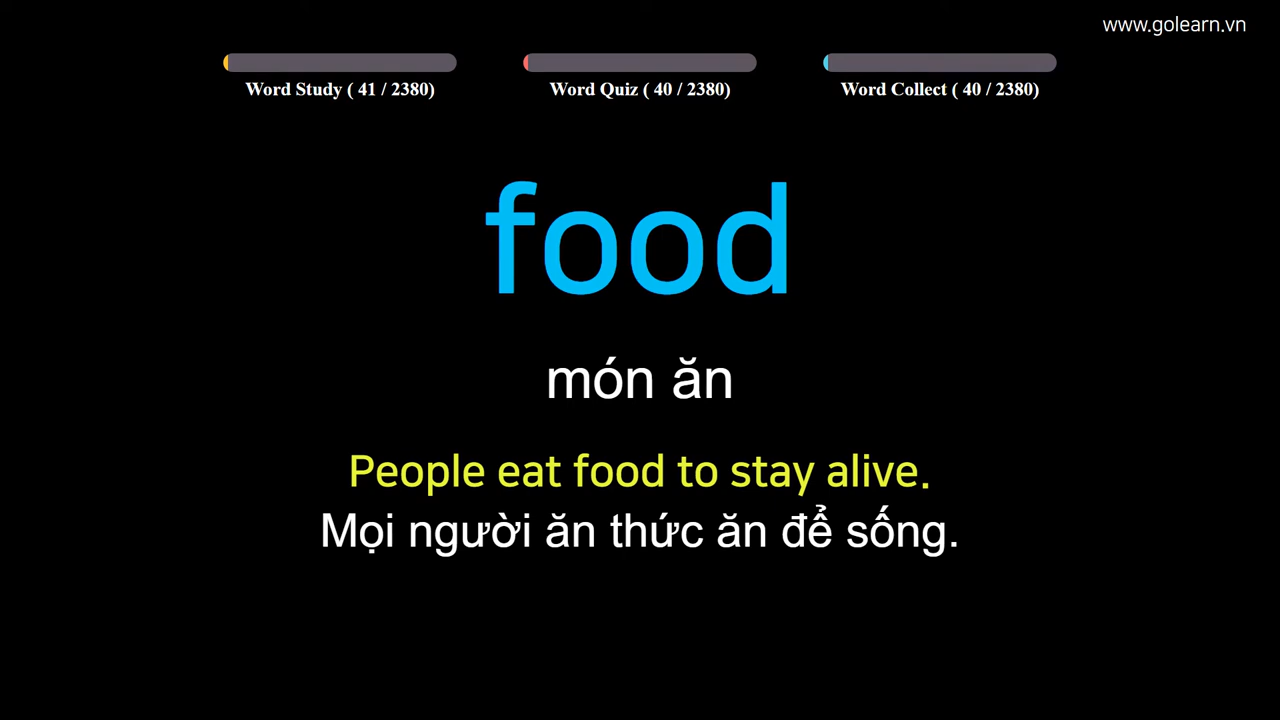 www.golearn.vn
Word Study ( 41 / 2380)
Word Quiz ( 40 / 2380)
Word Collect ( 40 / 2380)
food
món ăn
People eat food to stay alive.
Mọi người ăn thức ăn để sống.